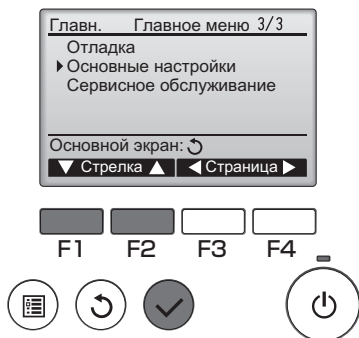 Главн. Главное меню 3/3
Отладка
Основные настройки
Сервисное обслуживание
Основной экран:
Стрелка Страница
F1 F2 F3 F4